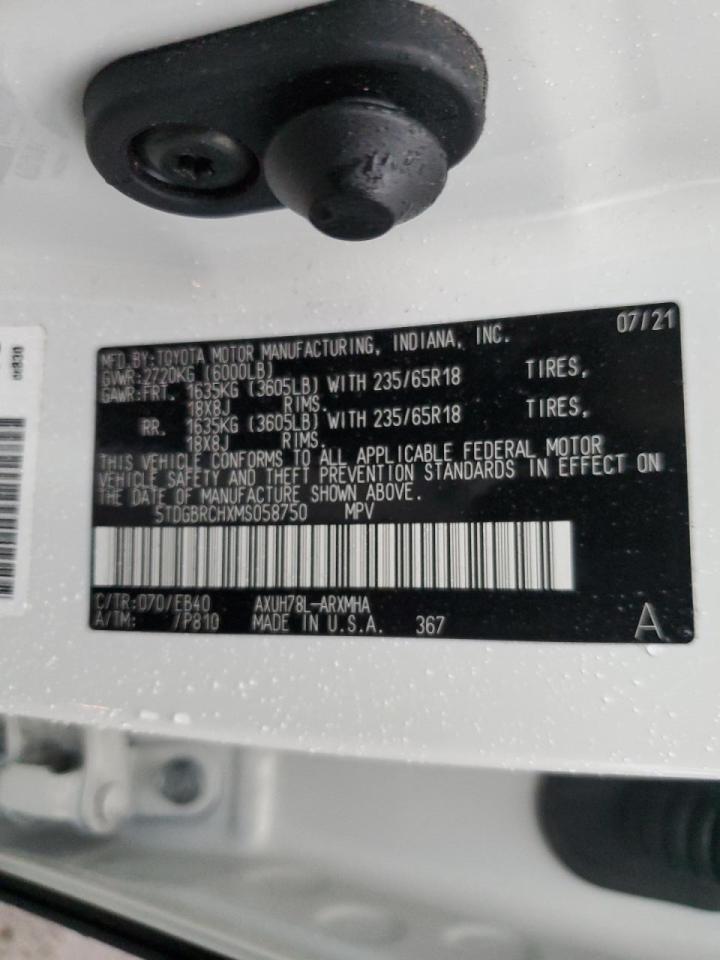 07/21
MFD. BY: TOYOTA MOTOR MANUFACTURING, INDIANA, INC.
GVWR: 2720KG (6000LB)
GAWR: FRT. 1635KG (3605LB) WITH 235/65R18 TIRES,
18X8J RIMS.
RR. 1635KG (3605LB) WITH 235/65R18 TIRES,
18X8J RIMS.
THIS VEHICLE CONFORMS TO ALL APPLICABLE FEDERAL MOTOR
VEHICLE SAFETY AND THEFT PREVENTION STANDARDS IN EFFECT ON
THE DATE OF MANUFACTURE SHOWN ABOVE.
5TDGBRCHXMS058750 MPV
C/TR: 070/EB40 AXUH78L-ARXMHA
A/TM: /P810 MADE IN U.S.A. 367
A